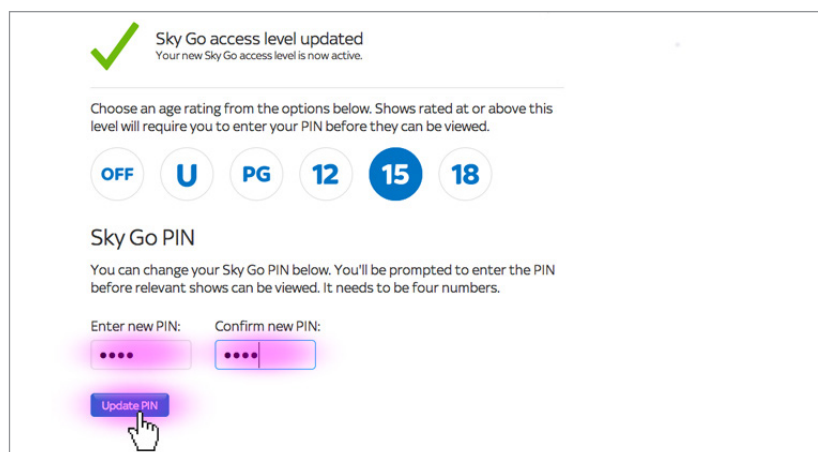 Sky Go access level updated
Your new Sky Go access level is now active.
Choose an age rating from the options below. Shows rated at or above this
level will require you to enter your PIN before they can be viewed.
OFF U PG 12 15 18
Sky Go PIN
You can change your Sky Go PIN below. You'll be prompted to enter the PIN
before relevant shows can be viewed. It needs to be four numbers.
Enter new PIN: Confirm new PIN:
•••• ••••
Update PIN